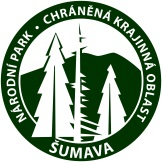 NÁRODNÍ PARK • CHRÁNĚNÁ KRAJINNÁ OBLAST
ŠUMAVA